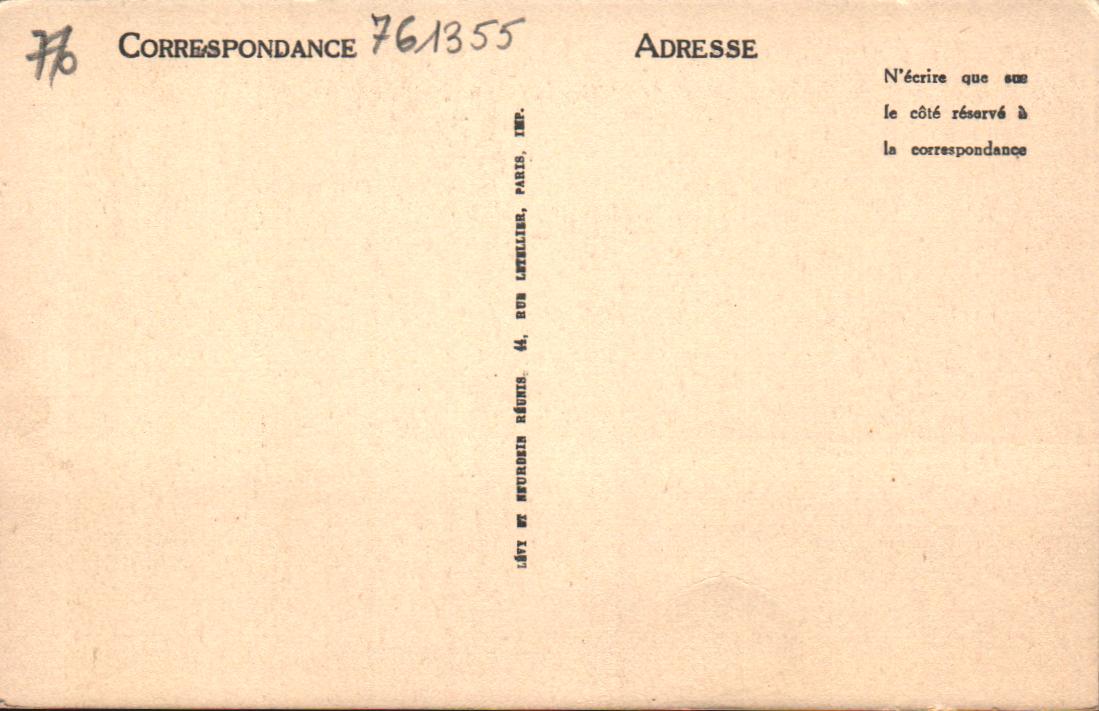 76 CORRESPONDANCE 761355
ADRESSE
N'écrire que sur
le côté réservé à
la correspondance
LÉVY ET NEURDEIN RÉUNIS, 44, RUE LETELLIER, PARIS, IMP.